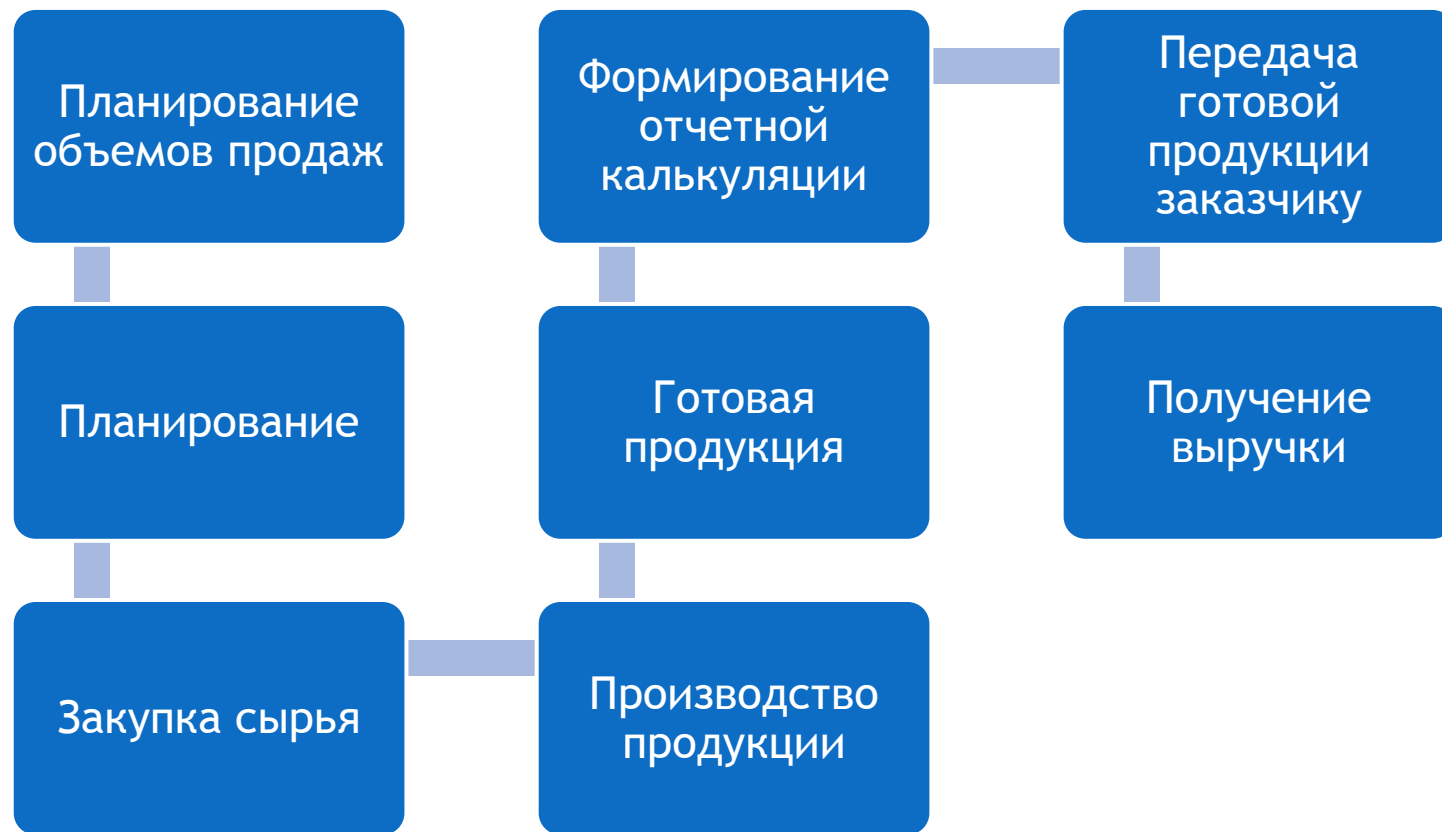 Планирование
объемов продаж
Планирование
Закупка сырья
Производство
продукции
Готовая
продукция
Формирование
отчетной
калькуляции
Передача
готовой
продукции
заказчику
Получение
выручки